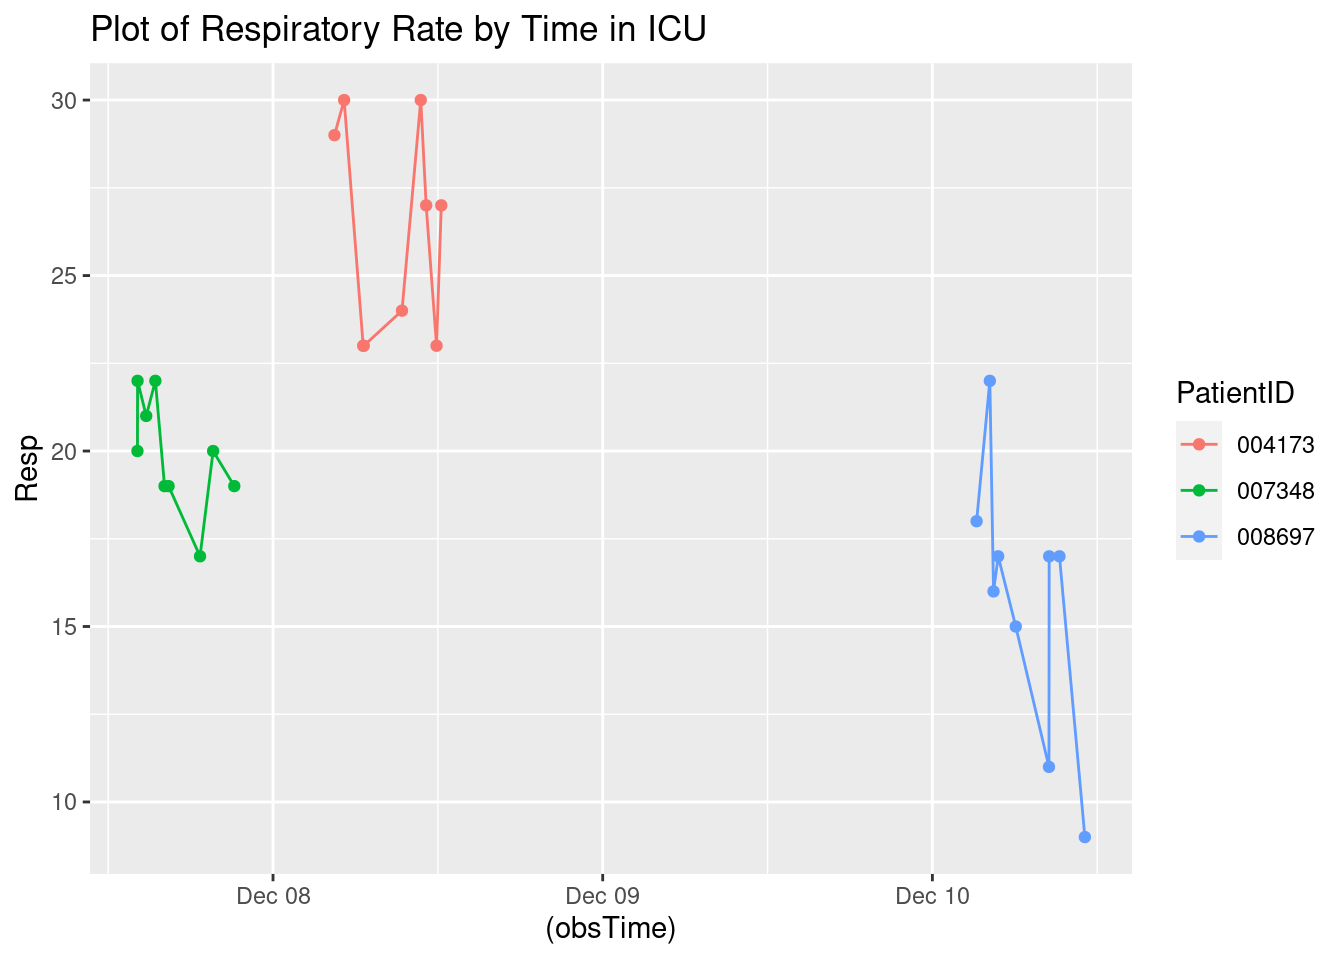 Plot of Respiratory Rate by Time in ICU
30
25
20
15
10
Resp
Dec 08
Dec 09
Dec 10
(obsTime)
PatientID
004173
007348
008697